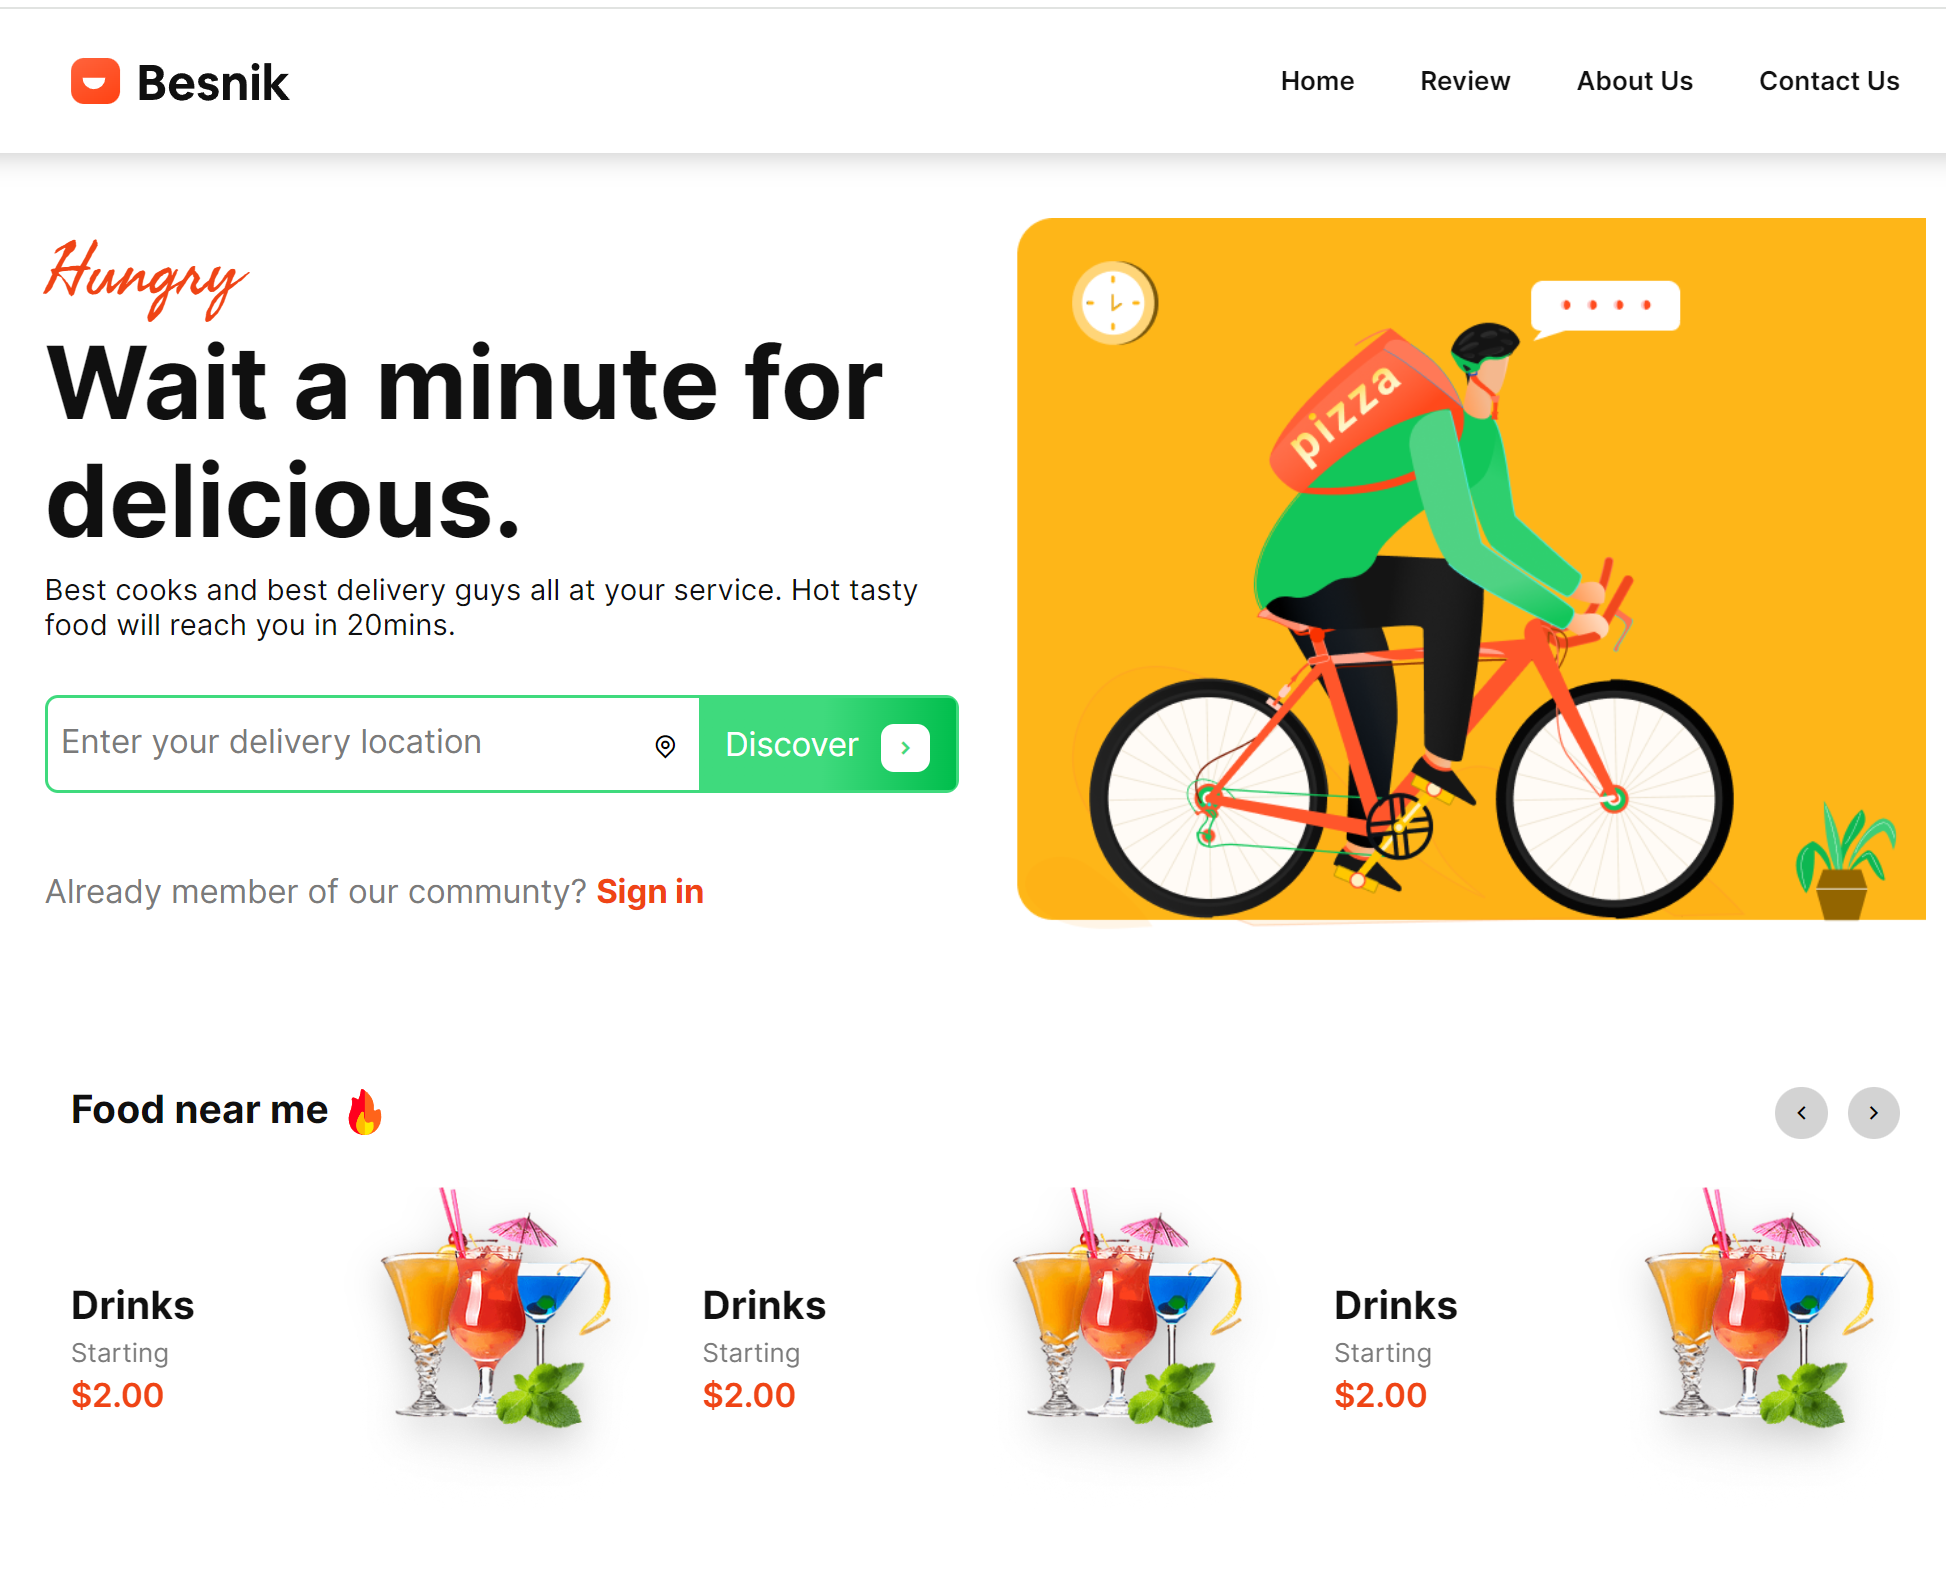 Besnik
Home Review About Us Contact Us
Hungry
Wait a minute for
delicious.
Best cooks and best delivery guys all at your service. Hot tasty
food will reach you in 20mins.
Enter your delivery location
Discover
Already member of our communty? Sign in
pizza
Food near me
Drinks
Starting
$2.00
Drinks
Starting
$2.00
Drinks
Starting
$2.00